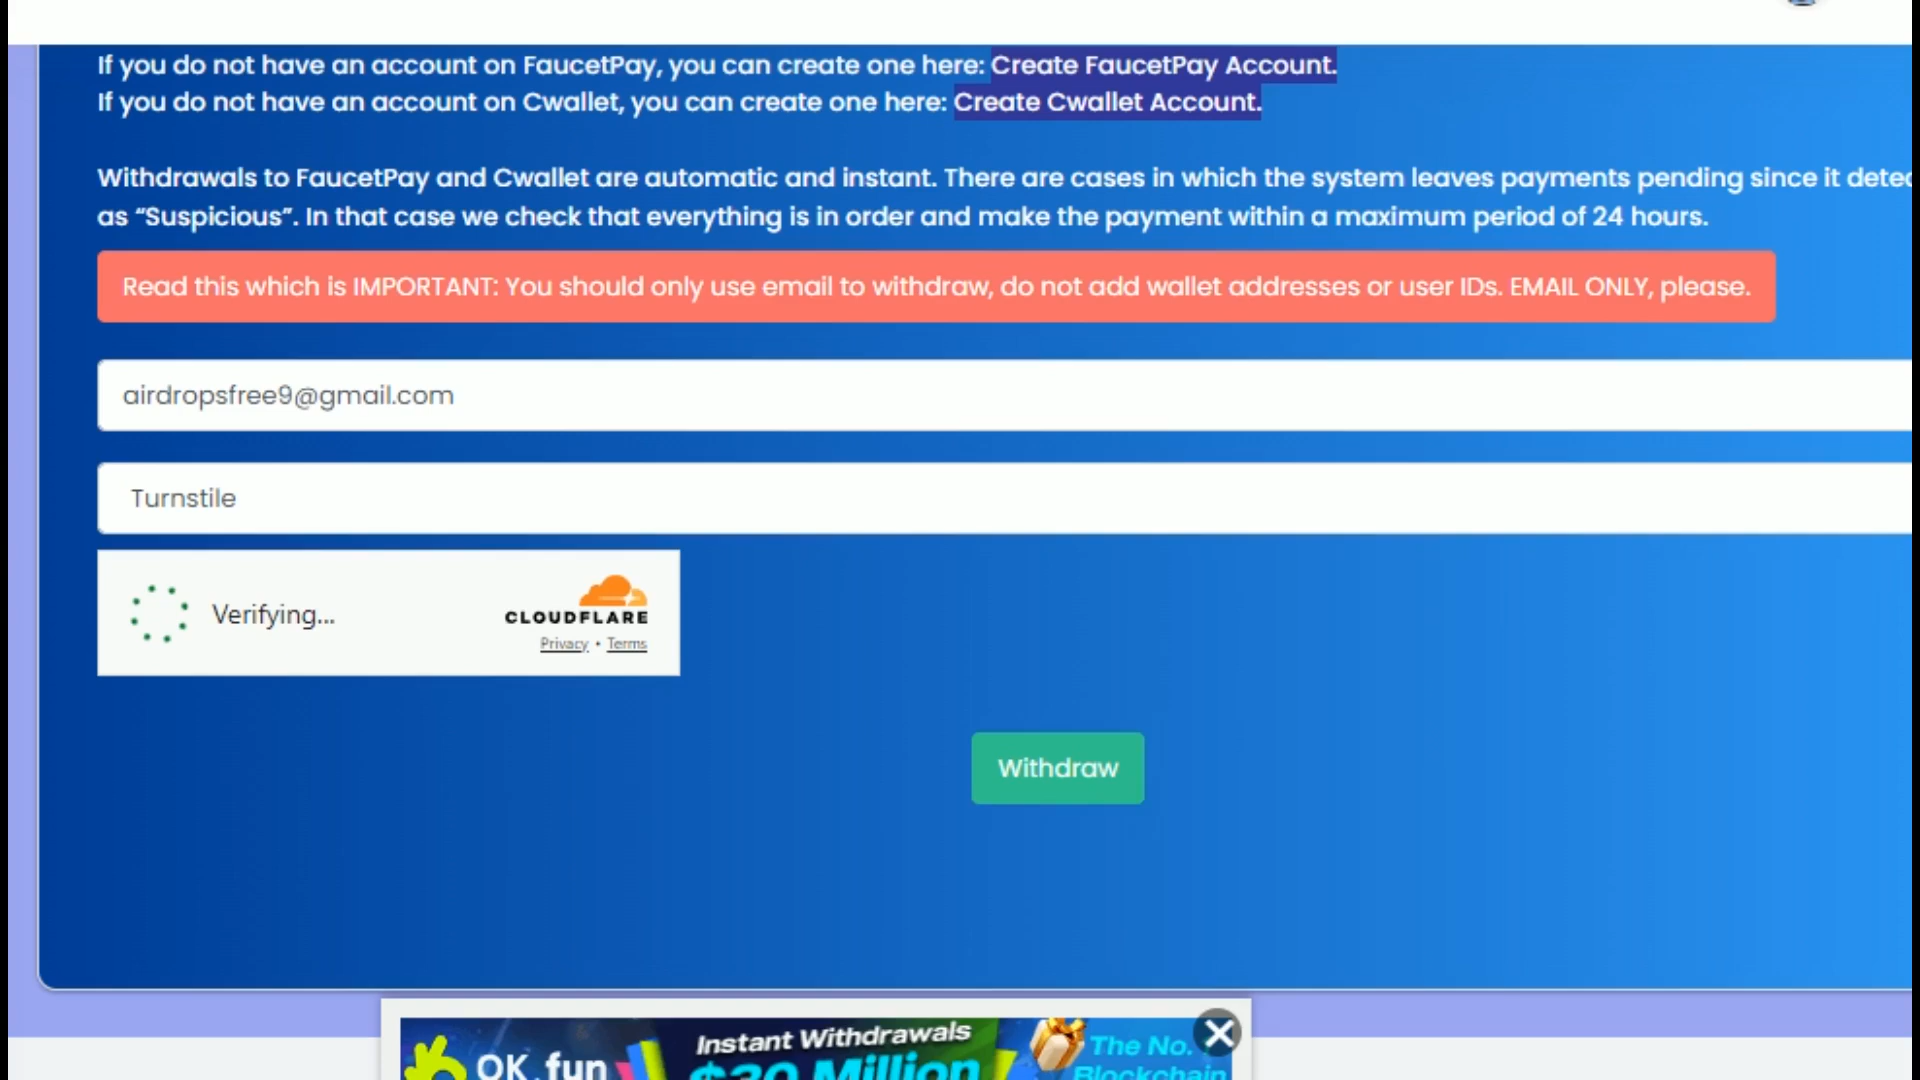 If you do not have an account on FaucetPay, you can create one here: Create FaucetPay Account.
If you do not have an account on Cwallet, you can create one here: Create Cwallet Account.
Withdrawals to FaucetPay and Cwallet are automatic and instant. There are cases in which the system leaves payments pending since it
as “Suspicious”. In that case we check that everything is in order and make the payment within a maximum period of 24 hours.
Read this which is IMPORTANT: You should only use email to withdraw, do not add wallet addresses or user IDs. EMAIL ONLY, please.
airdropsfree9@gmail.com
Turnstile
Verifying...
CLOUDFLARE
Privacy • Terms
Withdraw
OK.fun
Instant Withdrawals
$30 Million
The No.
Blockchain